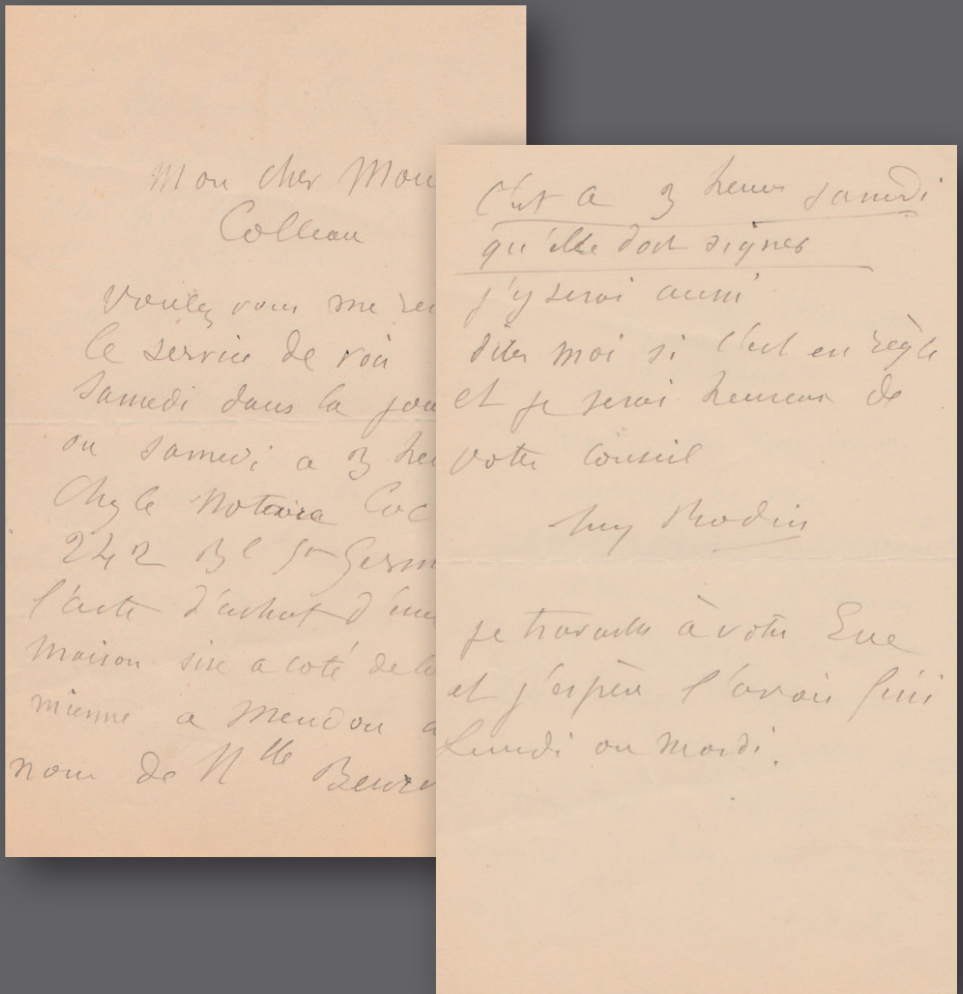 Mon cher Mon
Colleau
Voulez vous me ren
le service de voir
Samedi dans la jou
ou samedi a 3 heu
Chez le Notaire Coc
242 Bd St Germ
l'acte d'achat d'une
maison sise a coté de la
mienne a Meudon a
nom de Mlle Beure
C'est a 3 heures samedi
qu'elle doit signer
j'y serai aussi
dites moi si c'est en règle
et je serai heureux de
votre conseil
Rodin
je travaille à votre Eve
et j'espère l'avoir fini
Lundi ou Mardi.